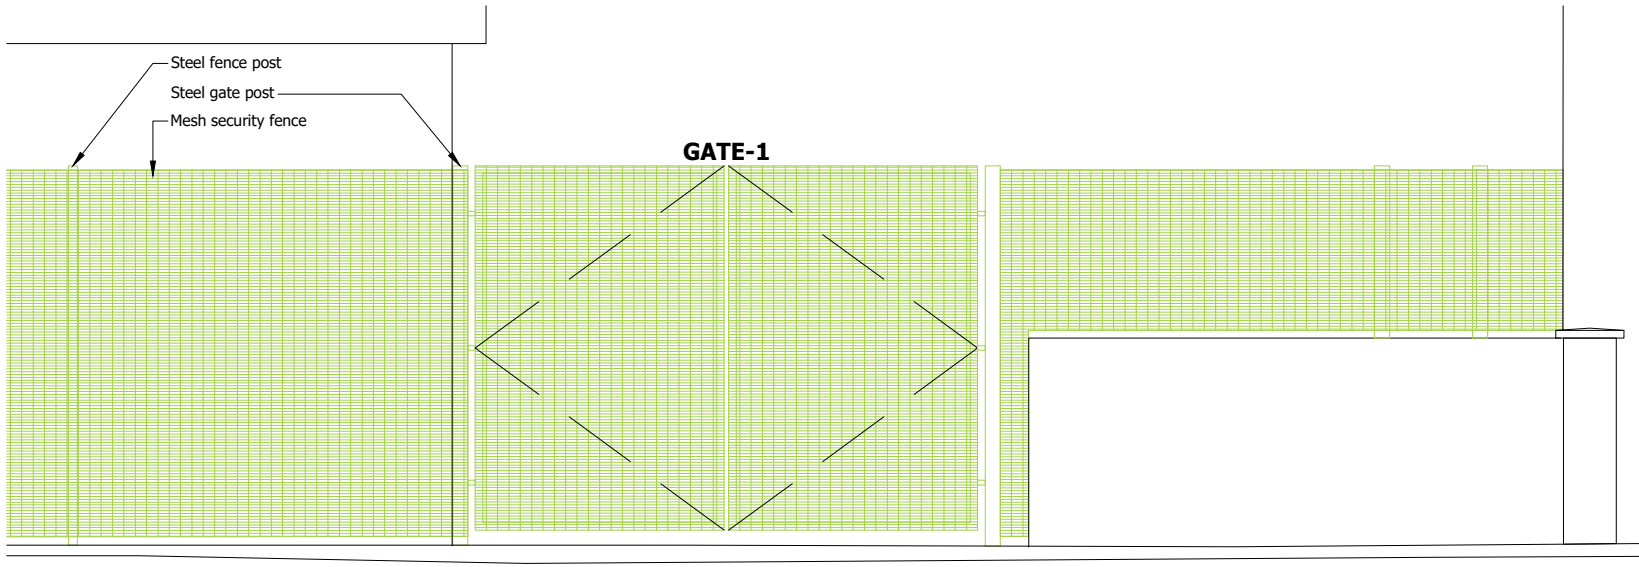 Steel fence post
Steel gate post
Mesh security fence
GATE-1